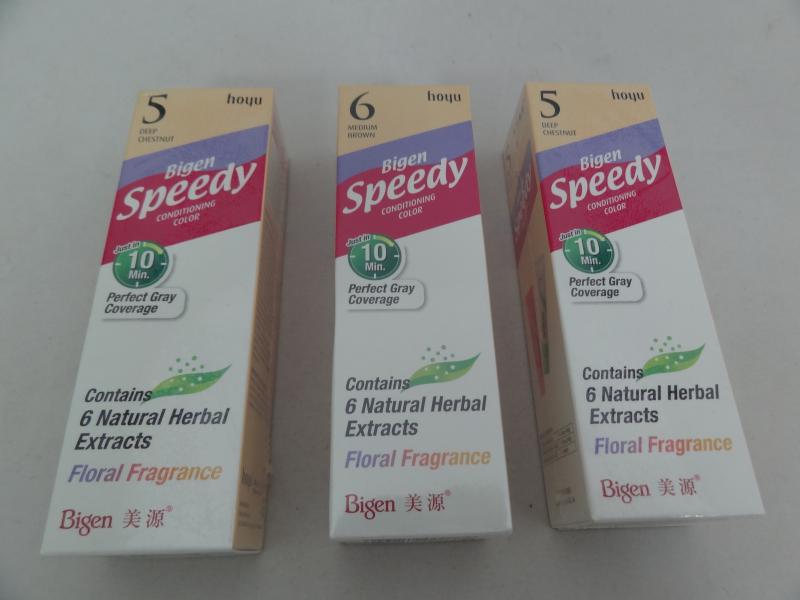 5
hoyu
DEEP
CHESTNUT
Bigen
Speedy
CONDITIONING
COLOR
Just in
10
Min.
Perfect Gray
Coverage
Contains
6 Natural Herbal
Extracts
Floral Fragrance
Bigen 美源®
6
hoyu
MEDIUM
BROWN
Bigen
Speedy
CONDITIONING
COLOR
Just in
10
Min.
Perfect Gray
Coverage
Contains
6 Natural Herbal
Extracts
Floral Fragrance
Bigen 美源®
5
hoyu
DEEP
CHESTNUT
Bigen
Speedy
CONDITIONING
COLOR
Just in
10
Min.
Perfect Gray
Coverage
Contains
6 Natural Herbal
Extracts
Floral Fragrance
Bigen 美源®